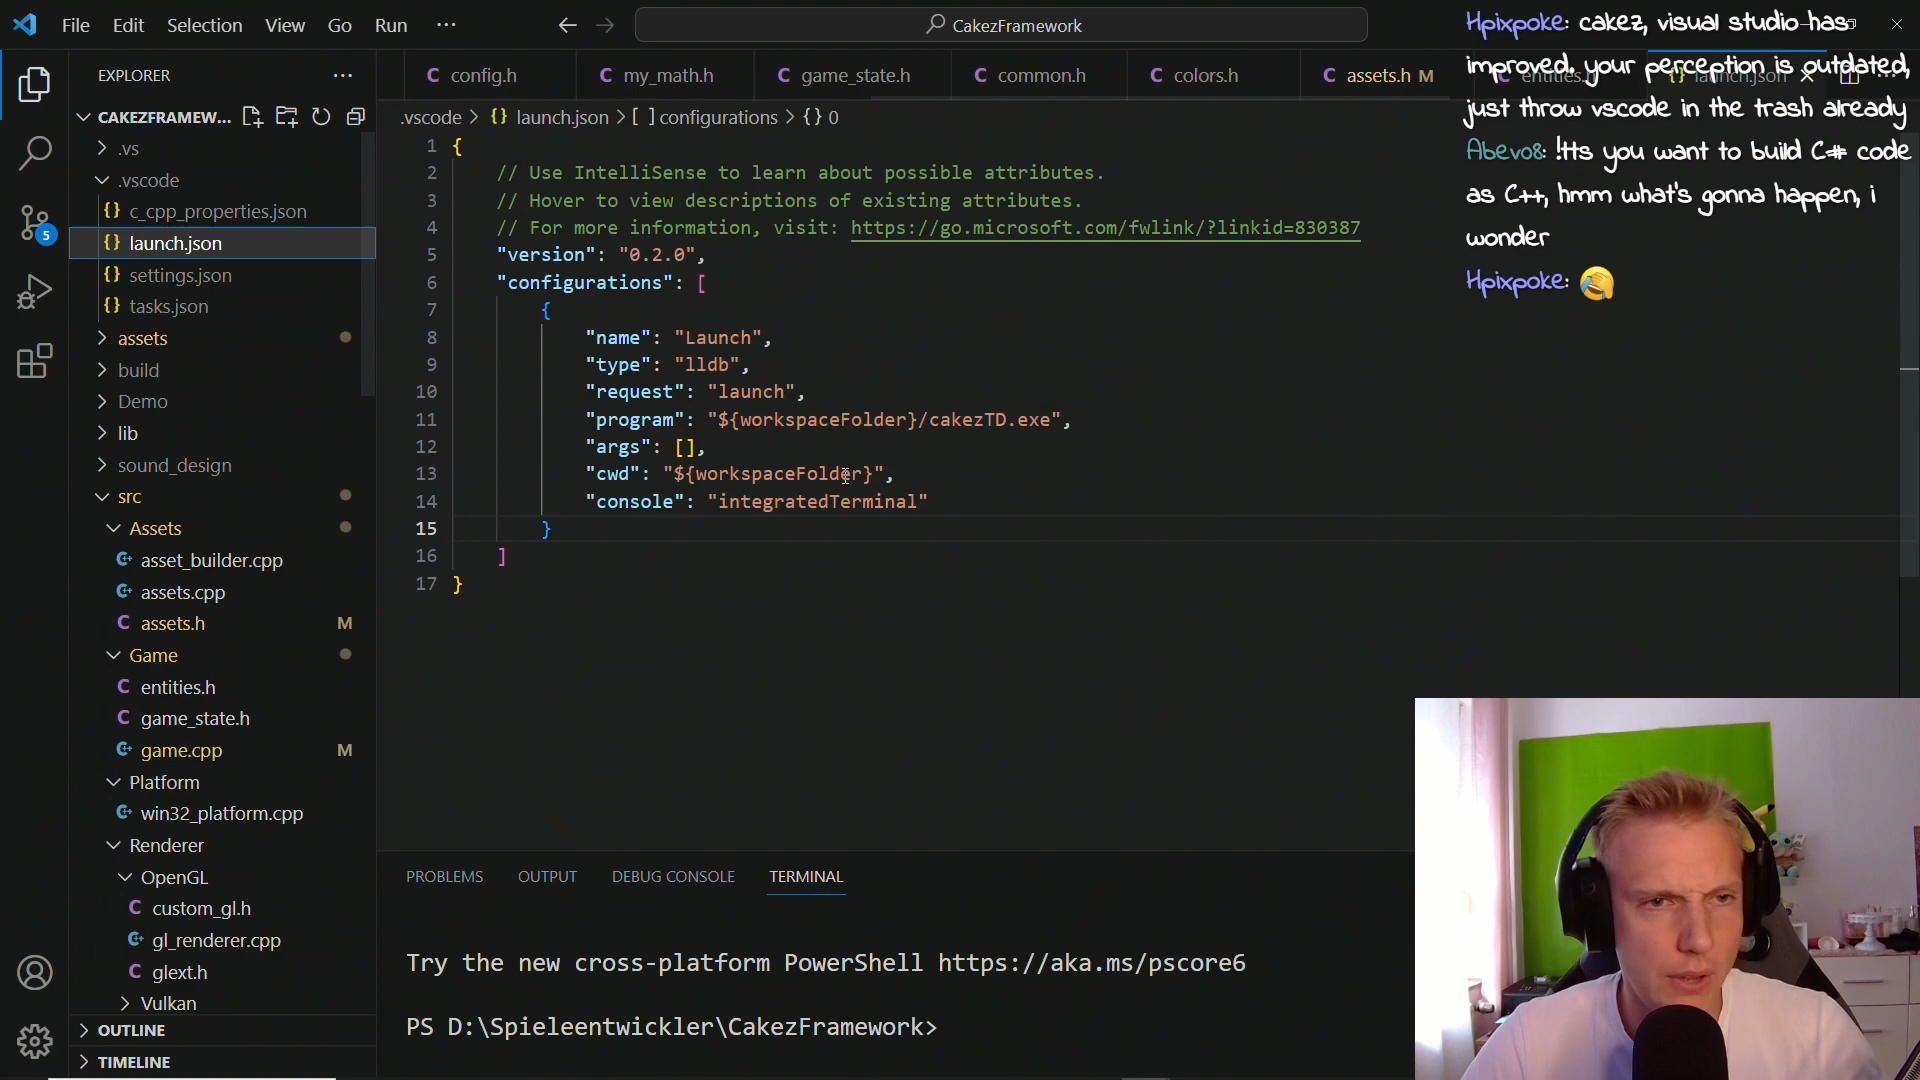 File Edit Selection View Go Run ···
CakezFramework
EXPLORER
CAKEZFRAMEW...
.vs
.vscode
c_cpp_properties.json
launch.json
settings.json
tasks.json
assets
build
Demo
lib
sound_design
src
Assets
asset_builder.cpp
assets.cpp
assets.h M
Game
entities.h
game_state.h
game.cpp M
Platform
win32_platform.cpp
Renderer
OpenGL
custom_gl.h
gl_renderer.cpp
glext.h
Vulkan
OUTLINE
TIMELINE
5
config.h my_math.h game_state.h common.h colors.h assets.h M entities.h launch.json
.vscode > {} launch.json > [ ] configurations > {} 0
1 {
2 // Use IntelliSense to learn about possible attributes.
3 // Hover to view descriptions of existing attributes.
4 // For more information, visit: https://go.microsoft.com/fwlink/?linkid=830387
5 "version": "0.2.0",
6 "configurations": [
7 {
8 "name": "Launch",
9 "type": "lldb",
10 "request": "launch",
11 "program": "${workspaceFolder}/cakezTD.exe",
12 "args": [],
13 "cwd": "${workspaceFolder}",
14 "console": "integratedTerminal"
15 }
16 ]
17 }
PROBLEMS OUTPUT DEBUG CONSOLE TERMINAL
Try the new cross-platform PowerShell https://aka.ms/pscore6
PS D:\Spieleentwickler\CakezFramework>
Hpixpoke: cakez, visual studio has
improved. your perception is outdated,
just throw vscode in the trash already
Abevo8: !tts you want to build C# code
as C++, hmm what's gonna happen, i
wonder
Hpixpoke: 🤣